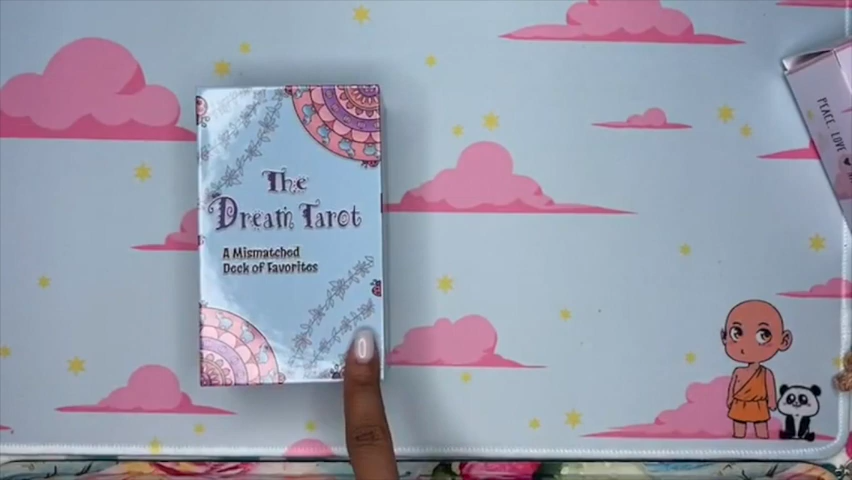 The
Dream Tarot
A Mismatched
Deck of Favorites
PEACE. LOVE